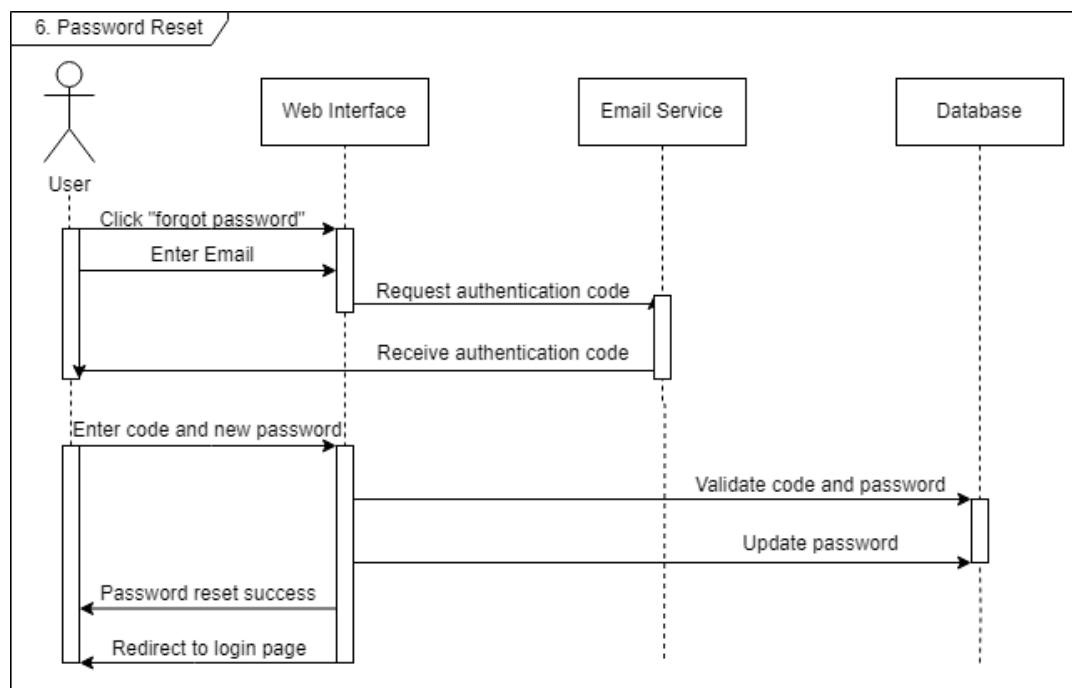 6. Password Reset
Web Interface
Email Service
Database
User
Click "forgot password"
Enter Email
Request authentication code
Receive authentication code
Enter code and new password
Validate code and password
Update password
Password reset success
Redirect to login page